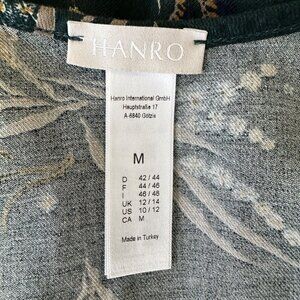 HANRO
Hanro International GmbH
Hauptstraße 17
A-6840 Götzis
M
D 42 / 44
F 44 / 46
I 46 / 48
UK 12 / 14
US 10 / 12
CA M
Made in Turkey